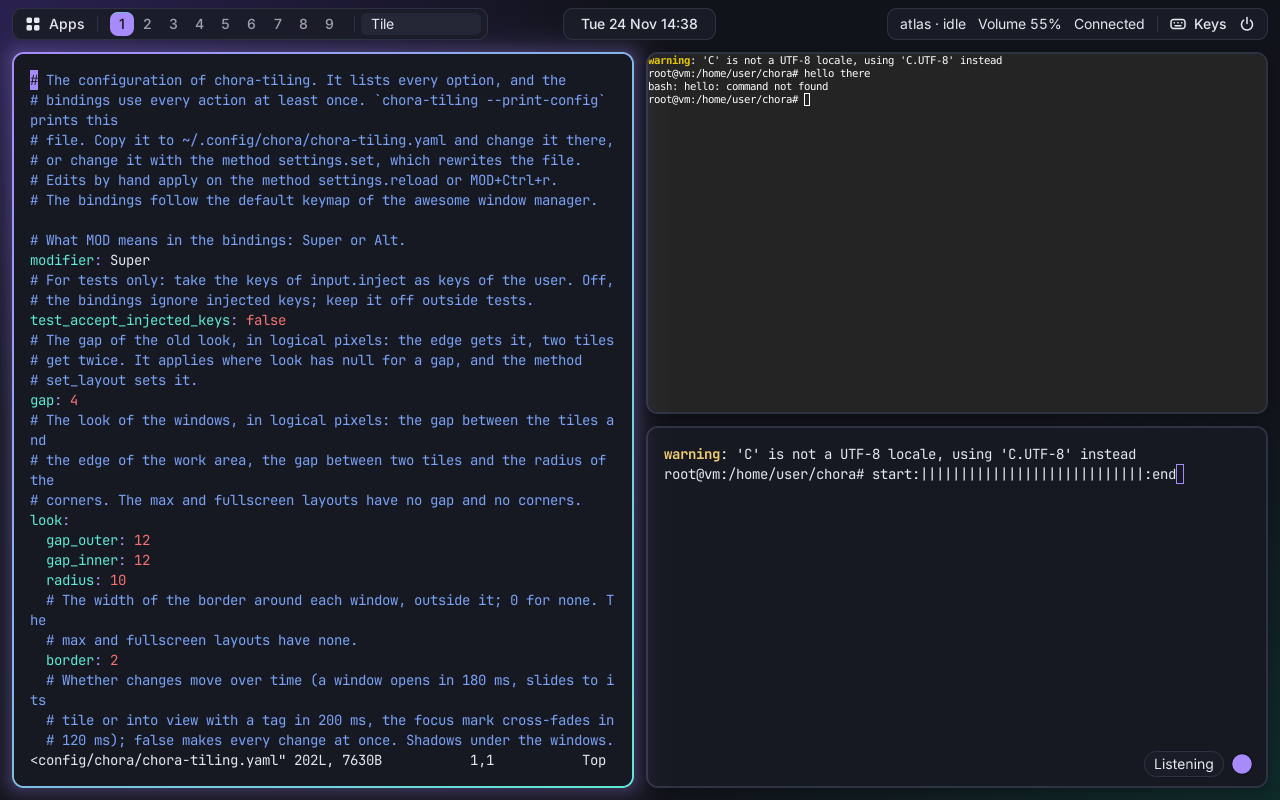 Apps 1 2 3 4 5 6 7 8 9 Tile
Tue 24 Nov 14:38
atlas · idle Volume 55% Connected Keys
# The configuration of chora-tiling. It lists every option, and the
# bindings use every action at least once. `chora-tiling --print-config`
prints this
# file. Copy it to ~/.config/chora/chora-tiling.yaml and change it there,
# or change it with the method settings.set, which rewrites the file.
# Edits by hand apply on the method settings.reload or MOD+Ctrl+r.
# The bindings follow the default keymap of the awesome window manager.

# What MOD means in the bindings: Super or Alt.
modifier: Super
# For tests only: take the keys of input.inject as keys of the user. Off,
# the bindings ignore injected keys; keep it off outside tests.
test_accept_injected_keys: false
# The gap of the old look, in logical pixels: the edge gets it, two tiles
# get twice. It applies where look has null for a gap, and the method
# set_layout sets it.
gap: 4
# The look of the windows, in logical pixels: the gap between the tiles a
nd
# the edge of the work area, the gap between two tiles and the radius of
the
# corners. The max and fullscreen layouts have no gap and no corners.
look:
  gap_outer: 12
  gap_inner: 12
  radius: 10
  # The width of the border around each window, outside it; 0 for none. T
he
  # max and fullscreen layouts have none.
  border: 2
  # Whether changes move over time (a window opens in 180 ms, slides to i
ts
  # tile or into view with a tag in 200 ms, the focus mark cross-fades in
  # 120 ms); false makes every change at once. Shadows under the windows.
<config/chora/chora-tiling.yaml" 202L, 7630B 1,1 Top
warning: 'C' is not a UTF-8 locale, using 'C.UTF-8' instead
root@vm:/home/user/chora# hello there
bash: hello: command not found
root@vm:/home/user/chora#
warning: 'C' is not a UTF-8 locale, using 'C.UTF-8' instead
root@vm:/home/user/chora# start:||||||||||||||||||||||||||||:end
Listening